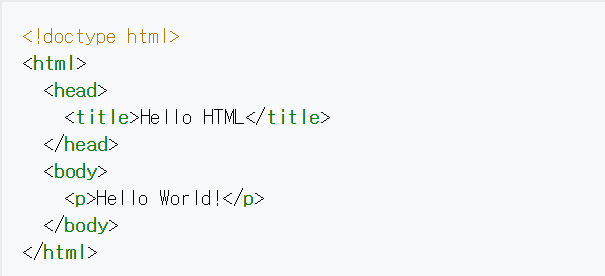 <!doctype html>
<html>
  <head>
    <title>Hello HTML</title>
  </head>
  <body>
    <p>Hello World!</p>
  </body>
</html>